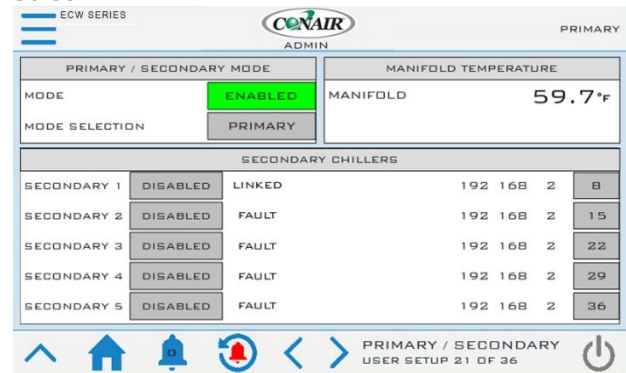 ECW SERIES
CONAIR
PRIMARY
ADMIN
PRIMARY / SECONDARY MODE
MANIFOLD TEMPERATURE
MODE
ENABLED
MANIFOLD
59.7°F
MODE SELECTION
PRIMARY
SECONDARY CHILLERS
SECONDARY 1 DISABLED LINKED 192 168 2 8
SECONDARY 2 DISABLED FAULT 192 168 2 15
SECONDARY 3 DISABLED FAULT 192 168 2 22
SECONDARY 4 DISABLED FAULT 192 168 2 29
SECONDARY 5 DISABLED FAULT 192 168 2 36
0
PRIMARY / SECONDARY
USER SETUP 21 OF 36